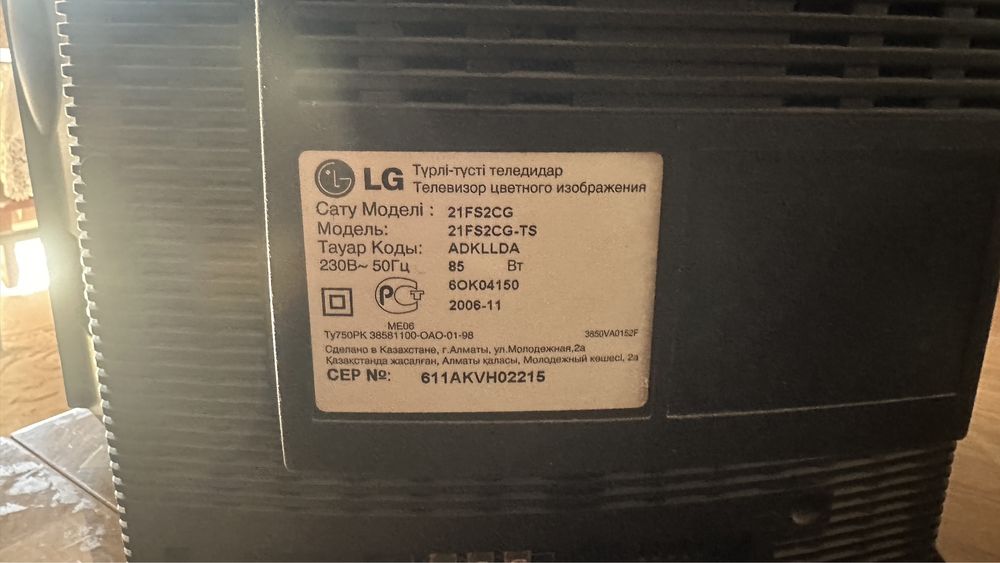 LG Түрлі-түсті теледидар
Телевизор цветного изображения
Сату Моделі : 21FS2CG
Модель: 21FS2CG-TS
Тауар Коды: ADKLLDA
230В~ 50Гц 85 Вт
6OK04150
РСТ
2006-11
ME06
Ту750РК 38581100-ОАО-01-98 3850VA0152F
Сделано в Казахстане, г.Алматы, ул.Молодежная,2а
Қазақстанда жасалған, Алматы қаласы, Молодежный көшесі, 2а
СЕР №: 611AKVH02215